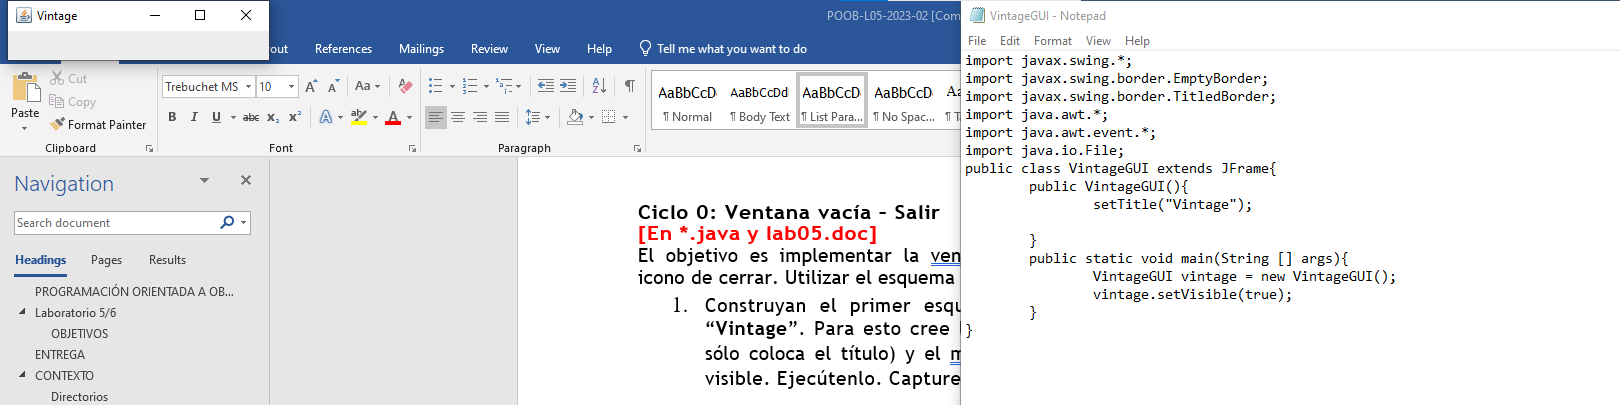 Vintage
POOB-L05-2023-02 [Com
out References Mailings Review View Help Tell me what you want to do
Paste
Cut
Copy
Format Painter
Clipboard
Trebuchet MS 10 Aa
B I U abc x₂ x² A ab A
Font
Paragraph
AaBbCcD AaBbCcDd AaBbCcD AaBbCcD AaB
¶ Normal ¶ Body Text ¶ List Para... ¶ No Spac... ¶ Ta
Navigation
Search document
Headings Pages Results
PROGRAMACIÓN ORIENTADA A OB...
Laboratorio 5/6
OBJETIVOS
ENTREGA
CONTEXTO
Directorios
Ciclo 0: Ventana vacía – Salir
[En *.java y lab05.doc]
El objetivo es implementar la ven
icono de cerrar. Utilizar el esquema
1. Construyan el primer esqu
“Vintage”. Para esto cree l
sólo coloca el título) y el m
visible. Ejecútenlo. Capture
VintageGUI - Notepad
File Edit Format View Help
import javax.swing.*;
import javax.swing.border.EmptyBorder;
import javax.swing.border.TitledBorder;
import java.awt.*;
import java.awt.event.*;
import java.io.File;
public class VintageGUI extends JFrame{
public VintageGUI(){
setTitle("Vintage");
}
public static void main(String [] args){
VintageGUI vintage = new VintageGUI();
vintage.setVisible(true);
}
}